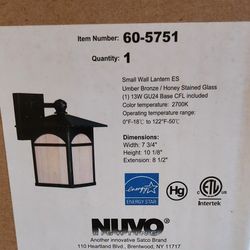 Item Number: 60-5751
Quantity: 1
Small Wall Lantern ES
Umber Bronze / Honey Stained Glass
(1) 13W GU24 Base CFL included
Color temperature: 2700K
Operating temperature range:
0°F-18°C to 122°F-50°C
Dimensions:
Width: 7 3/4"
Height: 10 1/8"
Extension: 8 1/2"
energy
ENERGY STAR
Hg
ETL
Intertek
NUVO
LIGHTING
Another innovative Satco Brand
110 Heartland Blvd., Brentwood, NY 11717